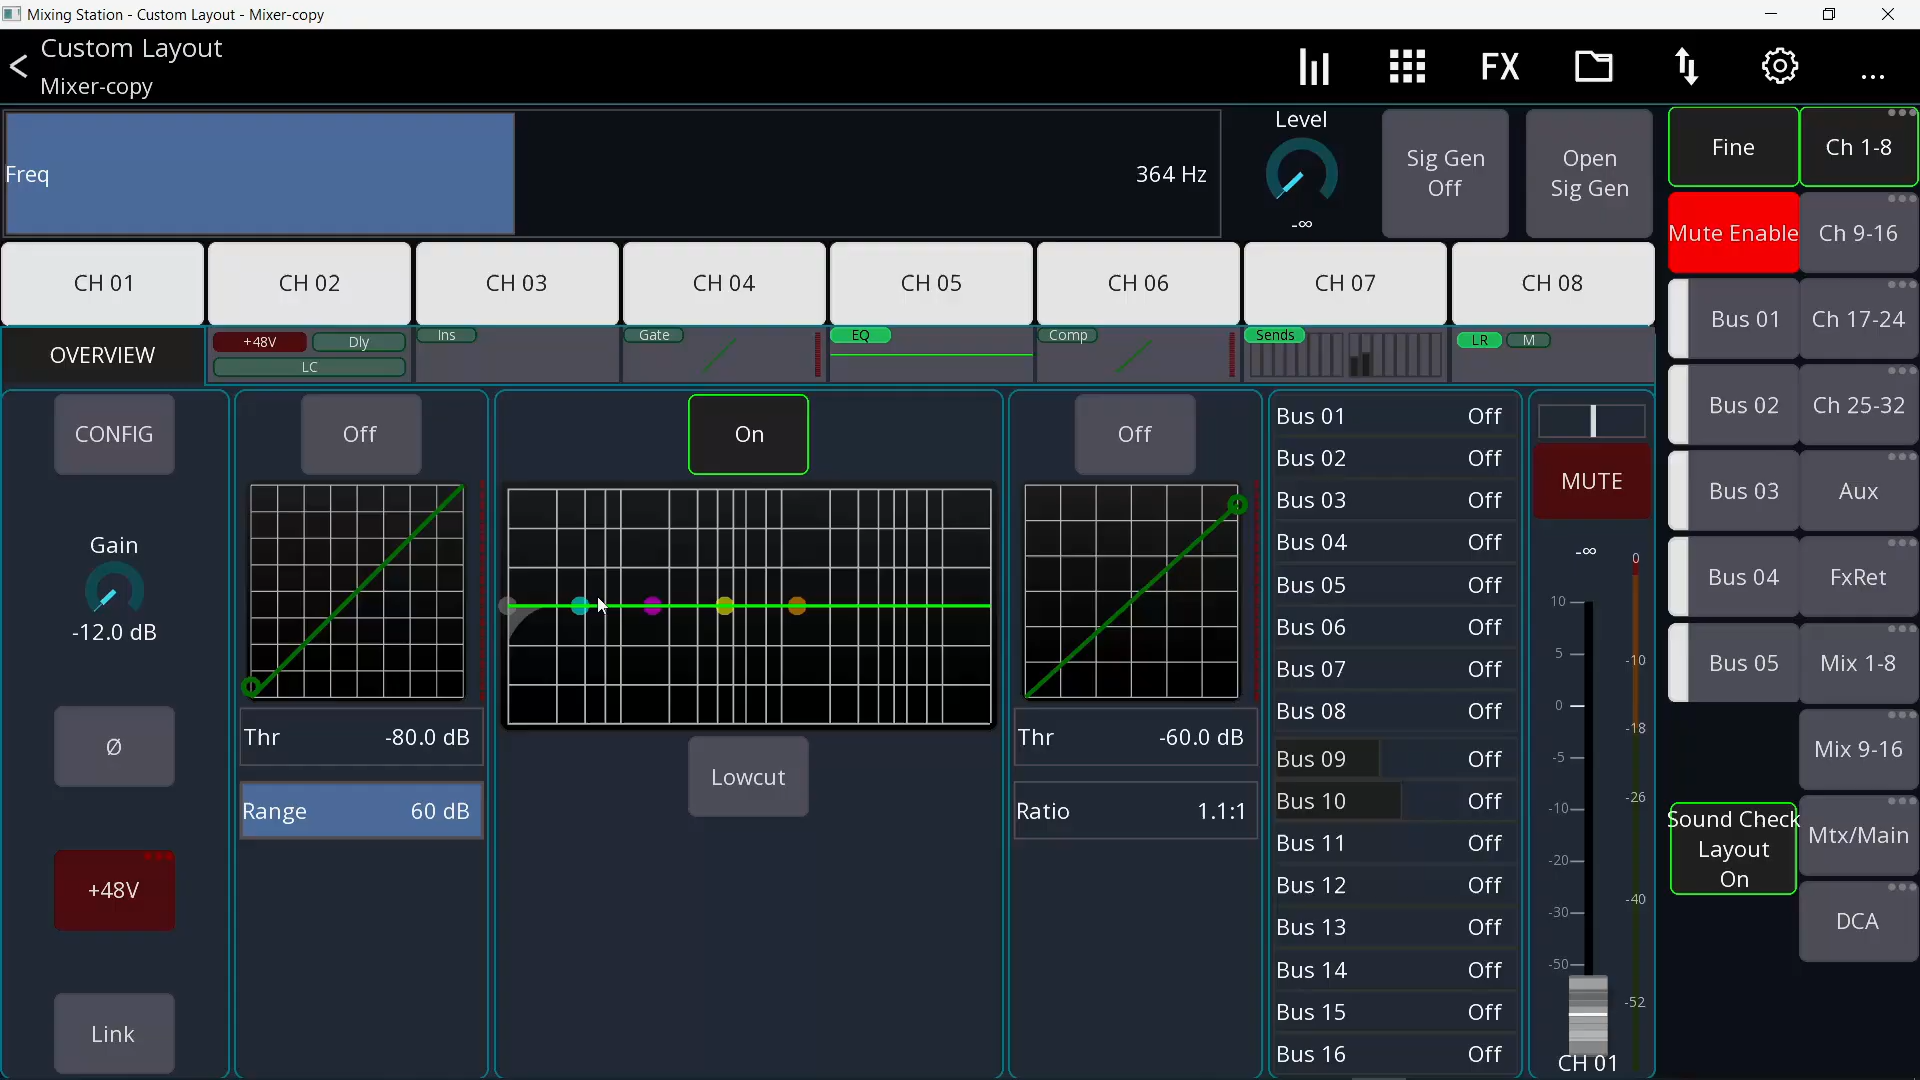 Mixing Station - Custom Layout - Mixer-copy
Custom Layout
Mixer-copy
FX
...
Freq
364 Hz
Level
-∞
Sig Gen
Off
Open
Sig Gen
Fine
Ch 1-8
Mute Enable
Ch 9-16
CH 01
CH 02
CH 03
CH 04
CH 05
CH 06
CH 07
CH 08
Bus 01
Ch 17-24
OVERVIEW
+48V
Dly
LC
Ins
Gate
EQ
Comp
Sends
LR
M
Bus 02
Ch 25-32
Bus 03
Aux
Bus 04
FxRet
Bus 05
Mix 1-8
Mix 9-16
Sound Check
Layout
On
Mtx/Main
DCA
CONFIG
Gain
-12.0 dB
Ø
+48V
Link
Off
Thr
-80.0 dB
Range
60 dB
On
Lowcut
Off
Thr
-60.0 dB
Ratio
1.1:1
Bus 01 Off
Bus 02 Off
Bus 03 Off
Bus 04 Off
Bus 05 Off
Bus 06 Off
Bus 07 Off
Bus 08 Off
Bus 09 Off
Bus 10 Off
Bus 11 Off
Bus 12 Off
Bus 13 Off
Bus 14 Off
Bus 15 Off
Bus 16 Off
MUTE
-∞
10
5
0
-5
-10
-20
-30
-50
0
-10
-18
-26
-40
-52
CH 01